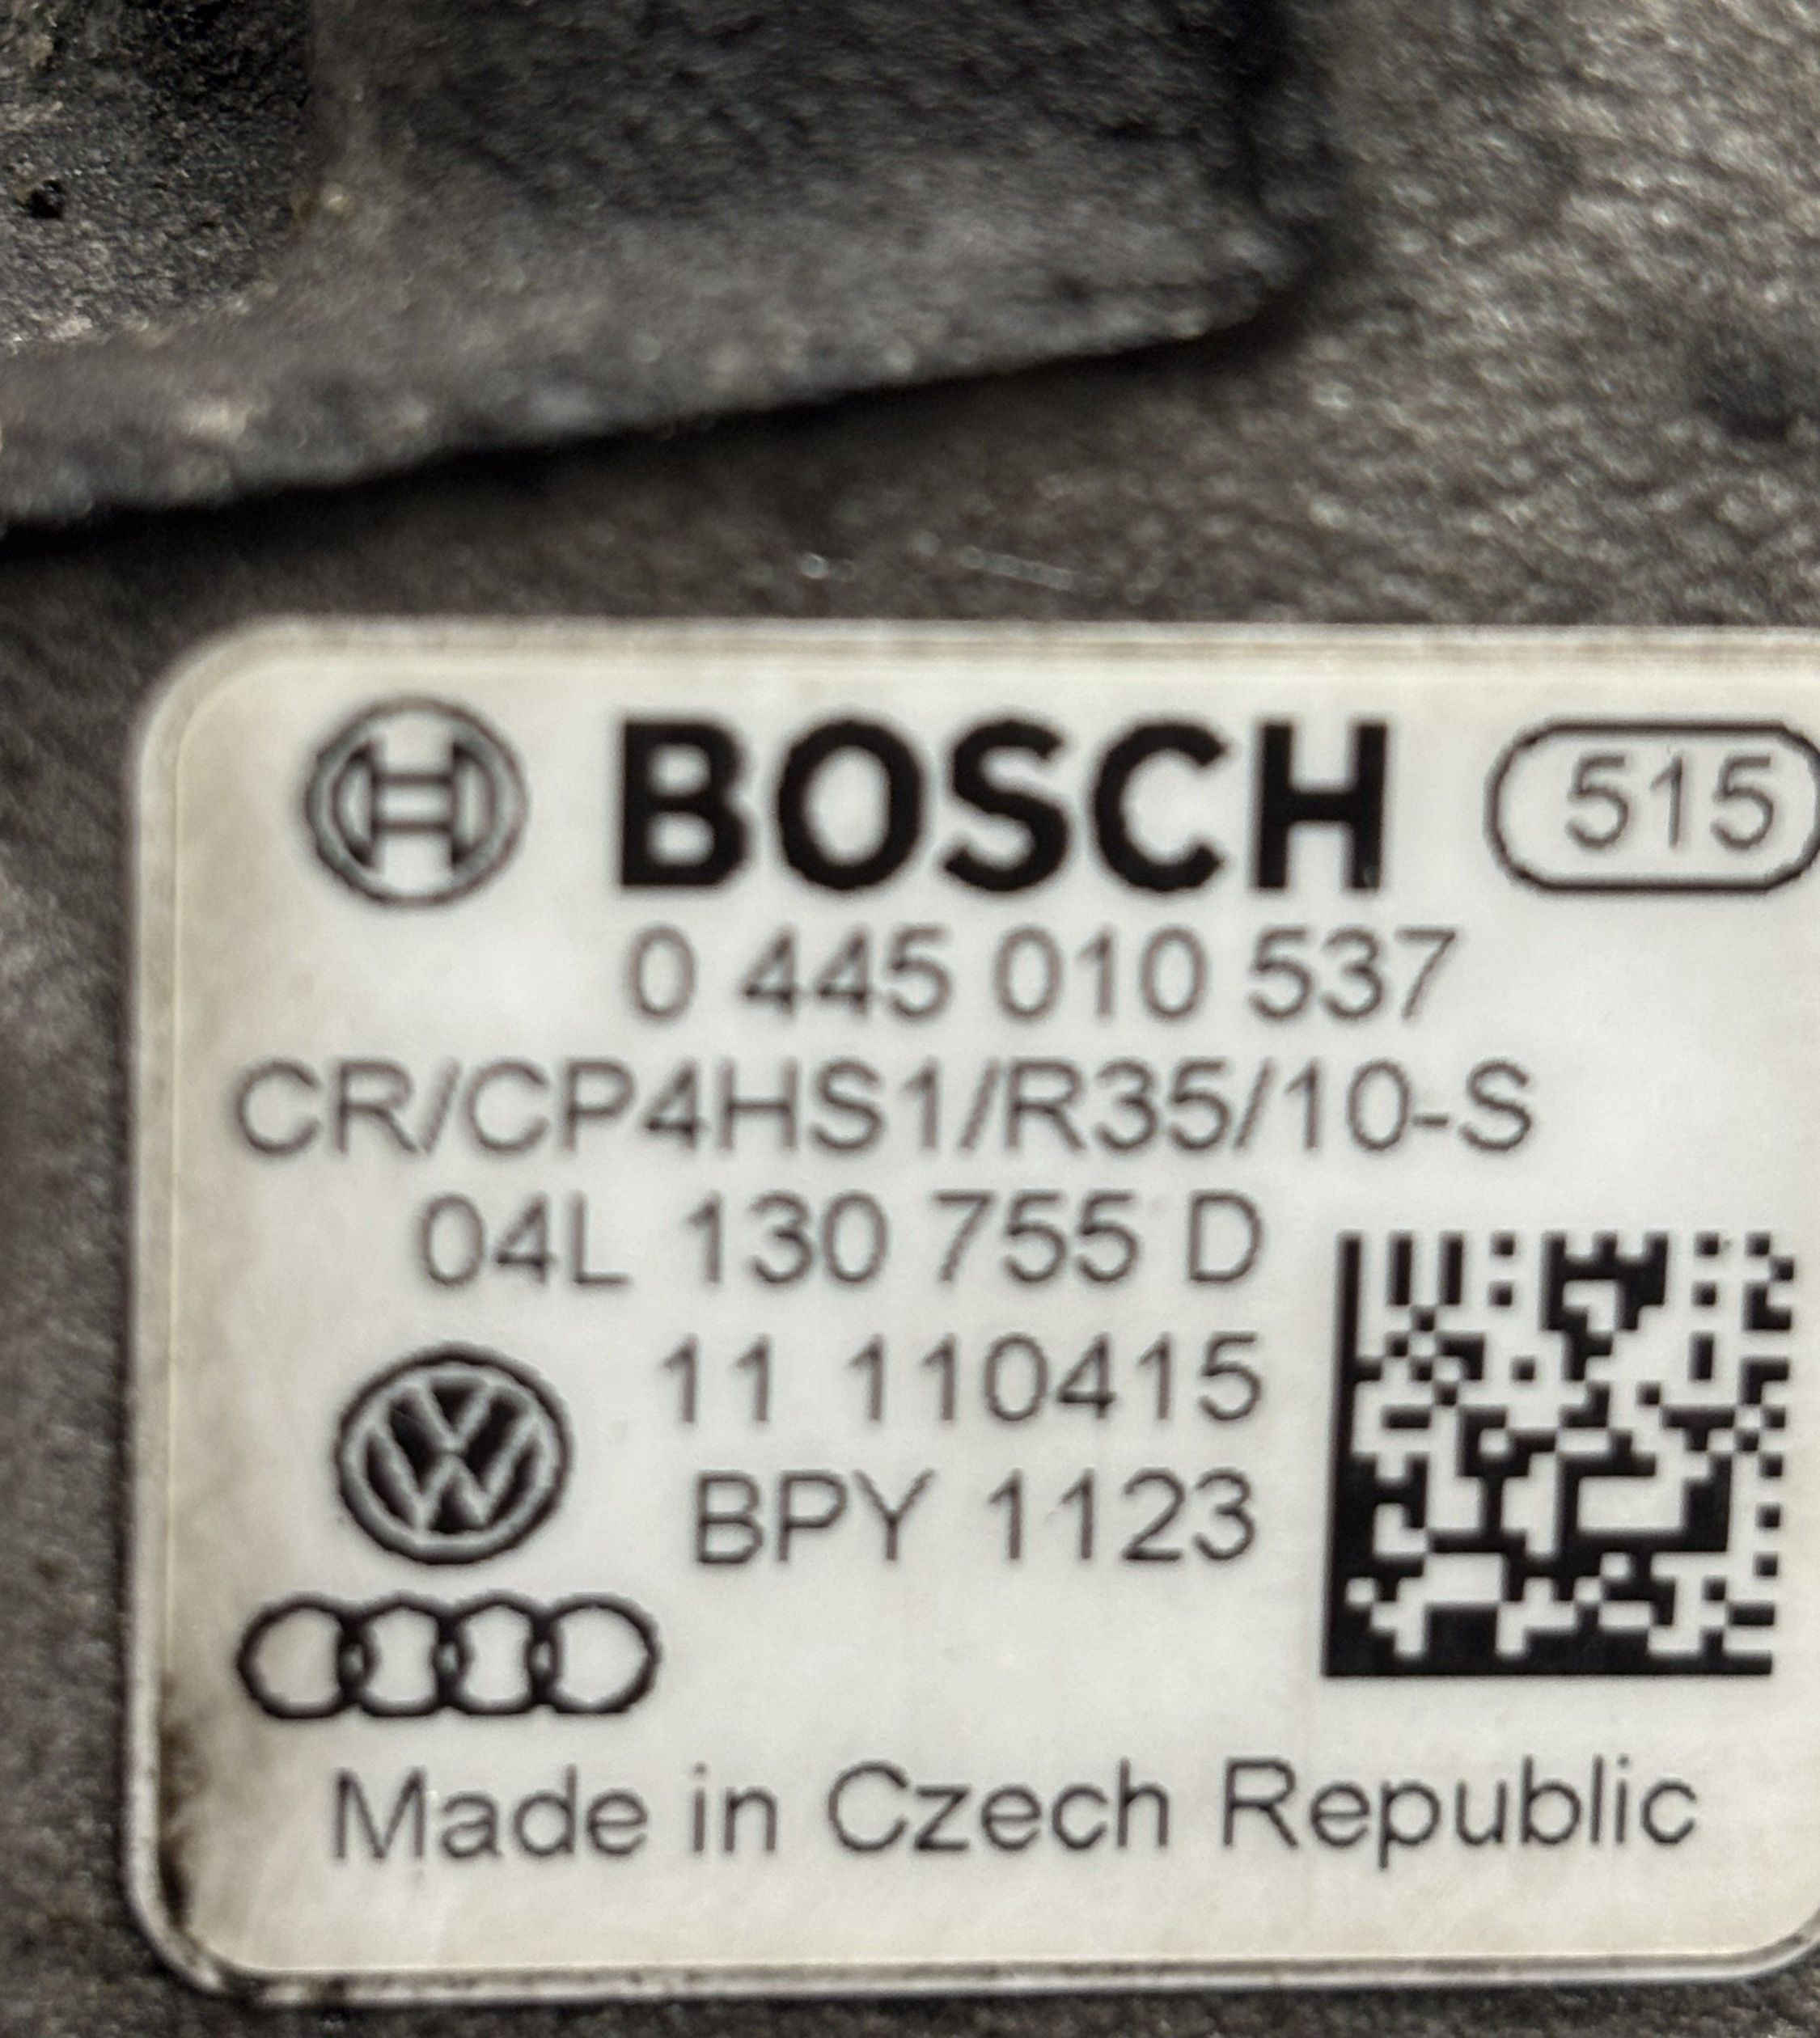 BOSCH 515
0 445 010 537
CR/CP4HS1/R35/10-S
04L 130 755 D
11 110415
BPY 1123
Made in Czech Republic